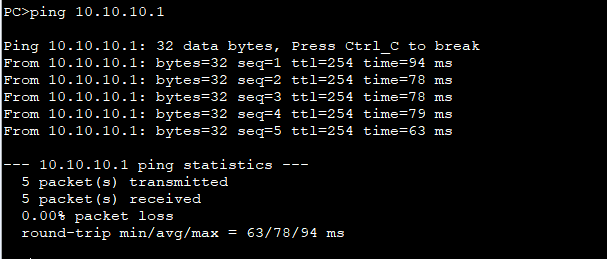 PC>ping 10.10.10.1
Ping 10.10.10.1: 32 data bytes, Press Ctrl_C to break
From 10.10.10.1: bytes=32 seq=1 ttl=254 time=94 ms
From 10.10.10.1: bytes=32 seq=2 ttl=254 time=78 ms
From 10.10.10.1: bytes=32 seq=3 ttl=254 time=78 ms
From 10.10.10.1: bytes=32 seq=4 ttl=254 time=79 ms
From 10.10.10.1: bytes=32 seq=5 ttl=254 time=63 ms
--- 10.10.10.1 ping statistics ---
5 packet(s) transmitted
5 packet(s) received
0.00% packet loss
round-trip min/avg/max = 63/78/94 ms